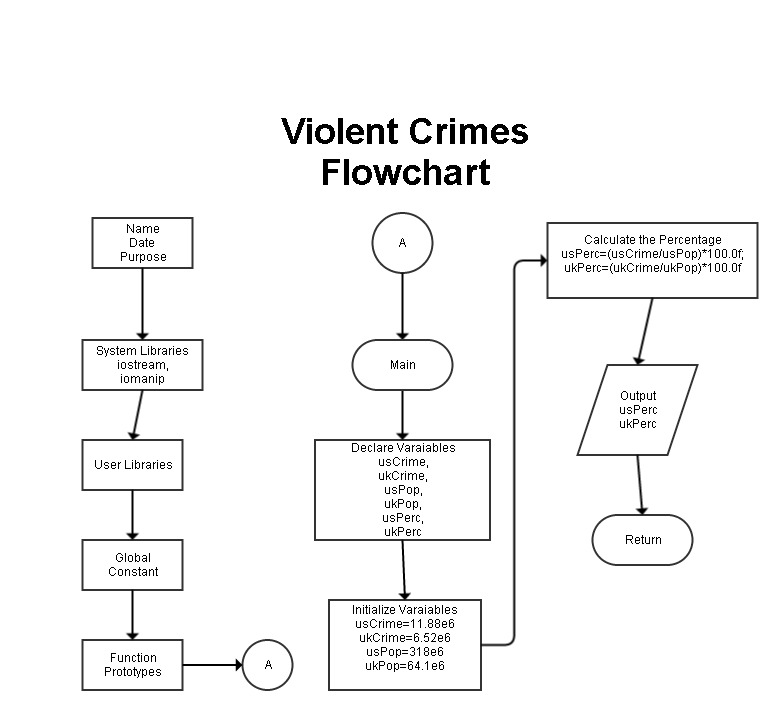 Violent Crimes
Flowchart
Name
Date
Purpose
System Libraries
iostream,
iomanip
User Libraries
Global
Constant
Function
Prototypes
A
A
Main
Declare Varaiables
usCrime,
ukCrime,
usPop,
ukPop,
usPerc,
ukPerc
Initialize Varaiables
usCrime=11.88e6
ukCrime=6.52e6
usPop=318e6
ukPop=64.1e6
Calculate the Percentage
usPerc=(usCrime/usPop)*100.0f;
ukPerc=(ukCrime/ukPop)*100.0f
Output
usPerc
ukPerc
Return